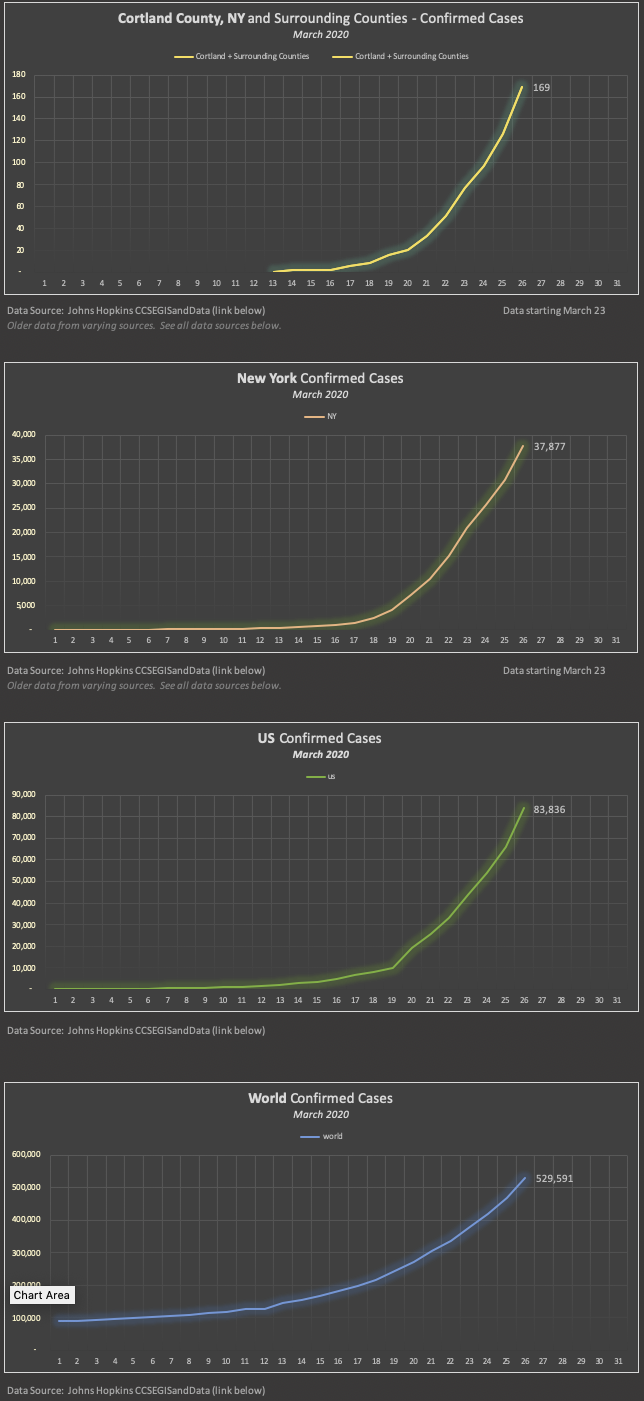 Cortland County, NY and Surrounding Counties - Confirmed Cases
March 2020
Cortland + Surrounding Counties Cortland + Surrounding Counties
180
160
140
120
100
80
60
40
20
-
169
1 2 3 4 5 6 7 8 9 10 11 12 13 14 15 16 17 18 19 20 21 22 23 24 25 26 27 28 29 30 31
Data Source: Johns Hopkins CCSEGISandData (link below) Data starting March 23
Older data from varying sources. See all data sources below.
New York Confirmed Cases
March 2020
NY
40,000
35,000
30,000
25,000
20,000
15,000
10,000
5,000
-
37,877
1 2 3 4 5 6 7 8 9 10 11 12 13 14 15 16 17 18 19 20 21 22 23 24 25 26 27 28 29 30 31
Data Source: Johns Hopkins CCSEGISandData (link below) Data starting March 23
Older data from varying sources. See all data sources below.
US Confirmed Cases
March 2020
us
90,000
80,000
70,000
60,000
50,000
40,000
30,000
20,000
10,000
-
83,836
1 2 3 4 5 6 7 8 9 10 11 12 13 14 15 16 17 18 19 20 21 22 23 24 25 26 27 28 29 30 31
Data Source: Johns Hopkins CCSEGISandData (link below)
World Confirmed Cases
March 2020
world
600,000
500,000
400,000
300,000
200,000
Chart Area
100,000
-
529,591
1 2 3 4 5 6 7 8 9 10 11 12 13 14 15 16 17 18 19 20 21 22 23 24 25 26 27 28 29 30 31
Data Source: Johns Hopkins CCSEGISandData (link below)